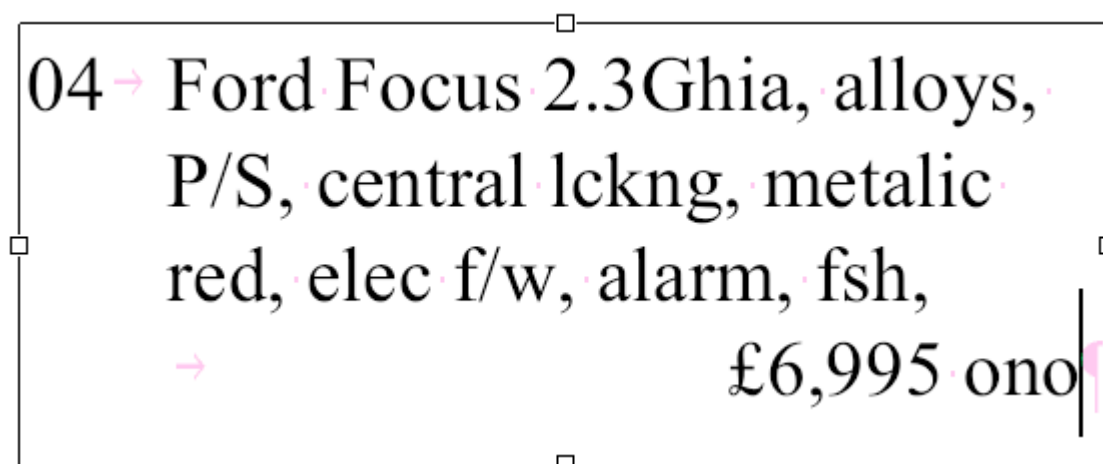 04 Ford Focus 2.3Ghia, alloys,
P/S, central lckng, metalic
red, elec f/w, alarm, fsh,
£6,995 ono